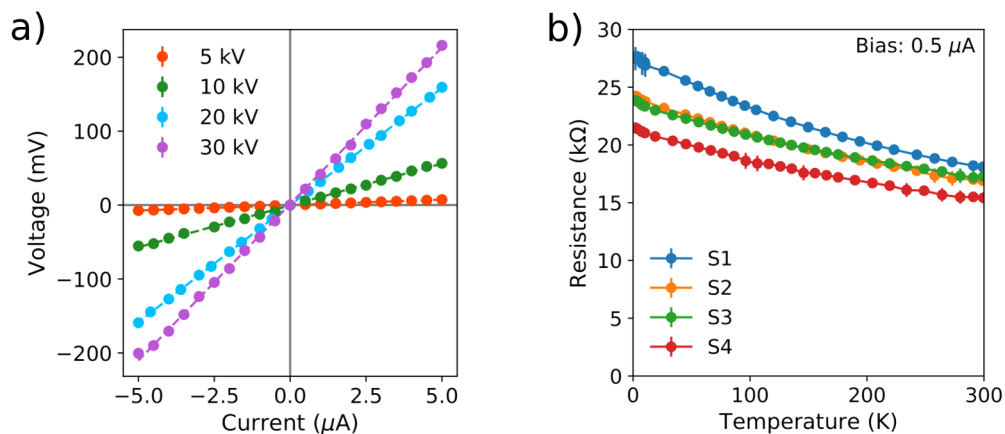 a)
5 kV
10 kV
20 kV
30 kV
Voltage (mV)
200
100
0
−100
−200
−5.0
−2.5
0.0
2.5
5.0
Current (μA)
b)
Bias: 0.5 μA
Resistance (kΩ)
30
25
20
15
10
5
0
S1
S2
S3
S4
0
100
200
300
Temperature (K)